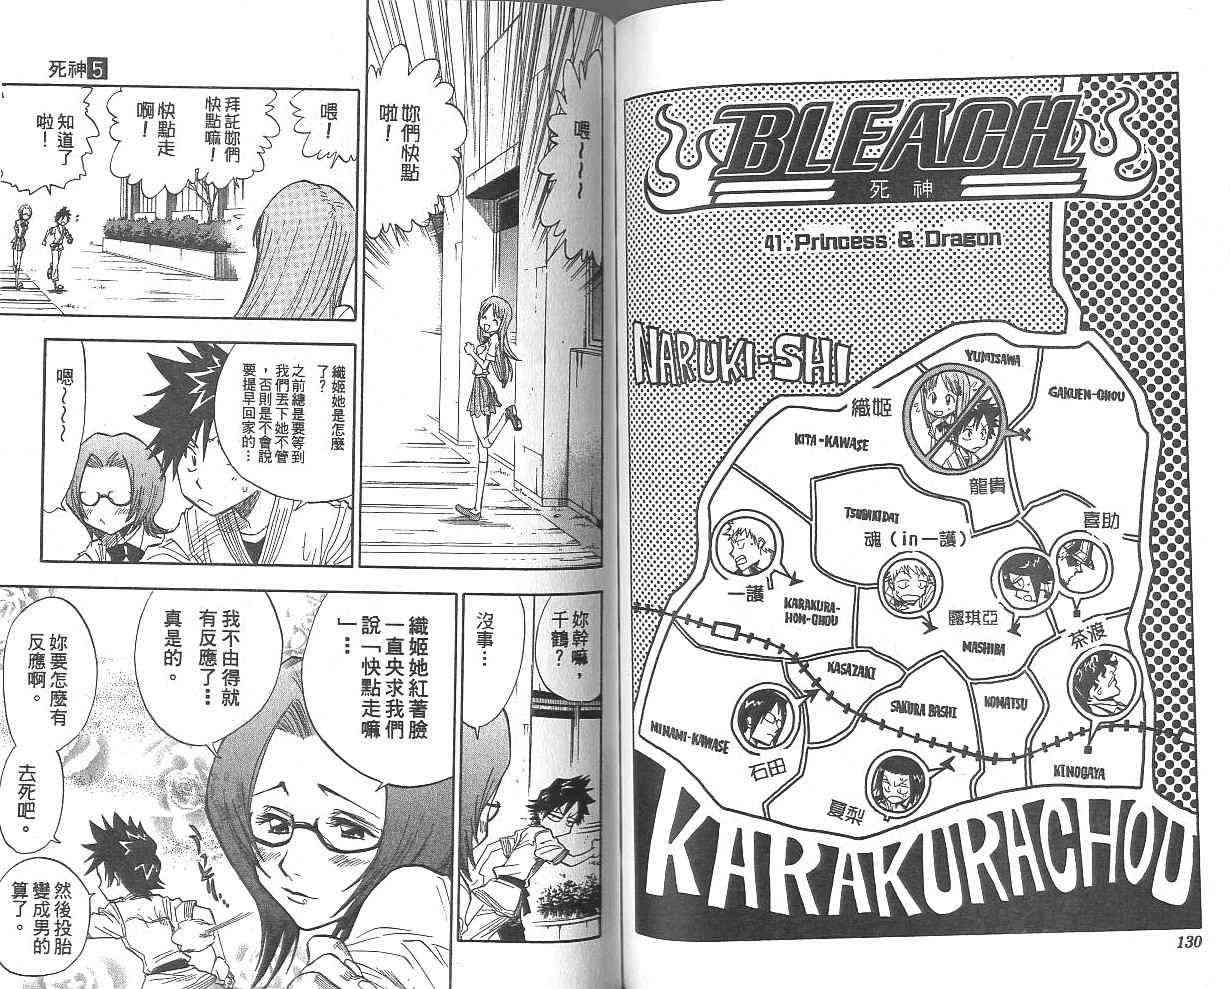 BLEACH
死神
41. Princess & Dragon
NARUKI-SHI
YUMISAWA
GAKUEN-CHOU
織姬
KITA-KAWASE
龍貴
TSUBAKIDAI
喜助
魂(in一護)
一護
KARAKURA-
HON-CHOU
露琪亞
MASHIBA
茶渡
KASAZAKI
SAKURA BASHI
KOMATSU
MINAMI-KAWASE
石田
夏梨
KINOGAYA
KARAKURACHOU
130
死神5
喂~~~
妳們快點
啦!
喂!
拜託妳們
快點嘛!
快點走
啊!
知道了
啦!
織姬她是怎麼
了?
之前總是要等到
我們丟下她不管
,否則是不會說
要提早回家的…
嗯~~~~
妳幹嘛,
千鶴?
沒事…
織姬她紅著臉
一直央求我們
說「快點走嘛
」…
我不由得就
有反應了…
真是的。
妳要怎麼有
反應啊。
去死吧。
然後投胎
變成男的
算了。